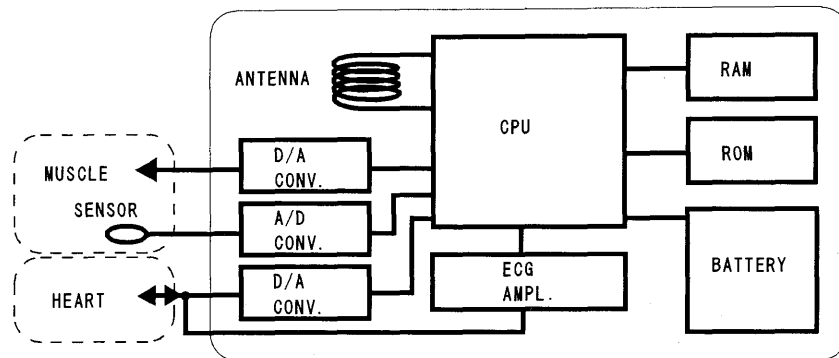 ANTENNA
CPU
RAM
ROM
BATTERY
D/A
CONV.
MUSCLE
SENSOR
A/D
CONV.
HEART
D/A
CONV.
ECG
AMPL.